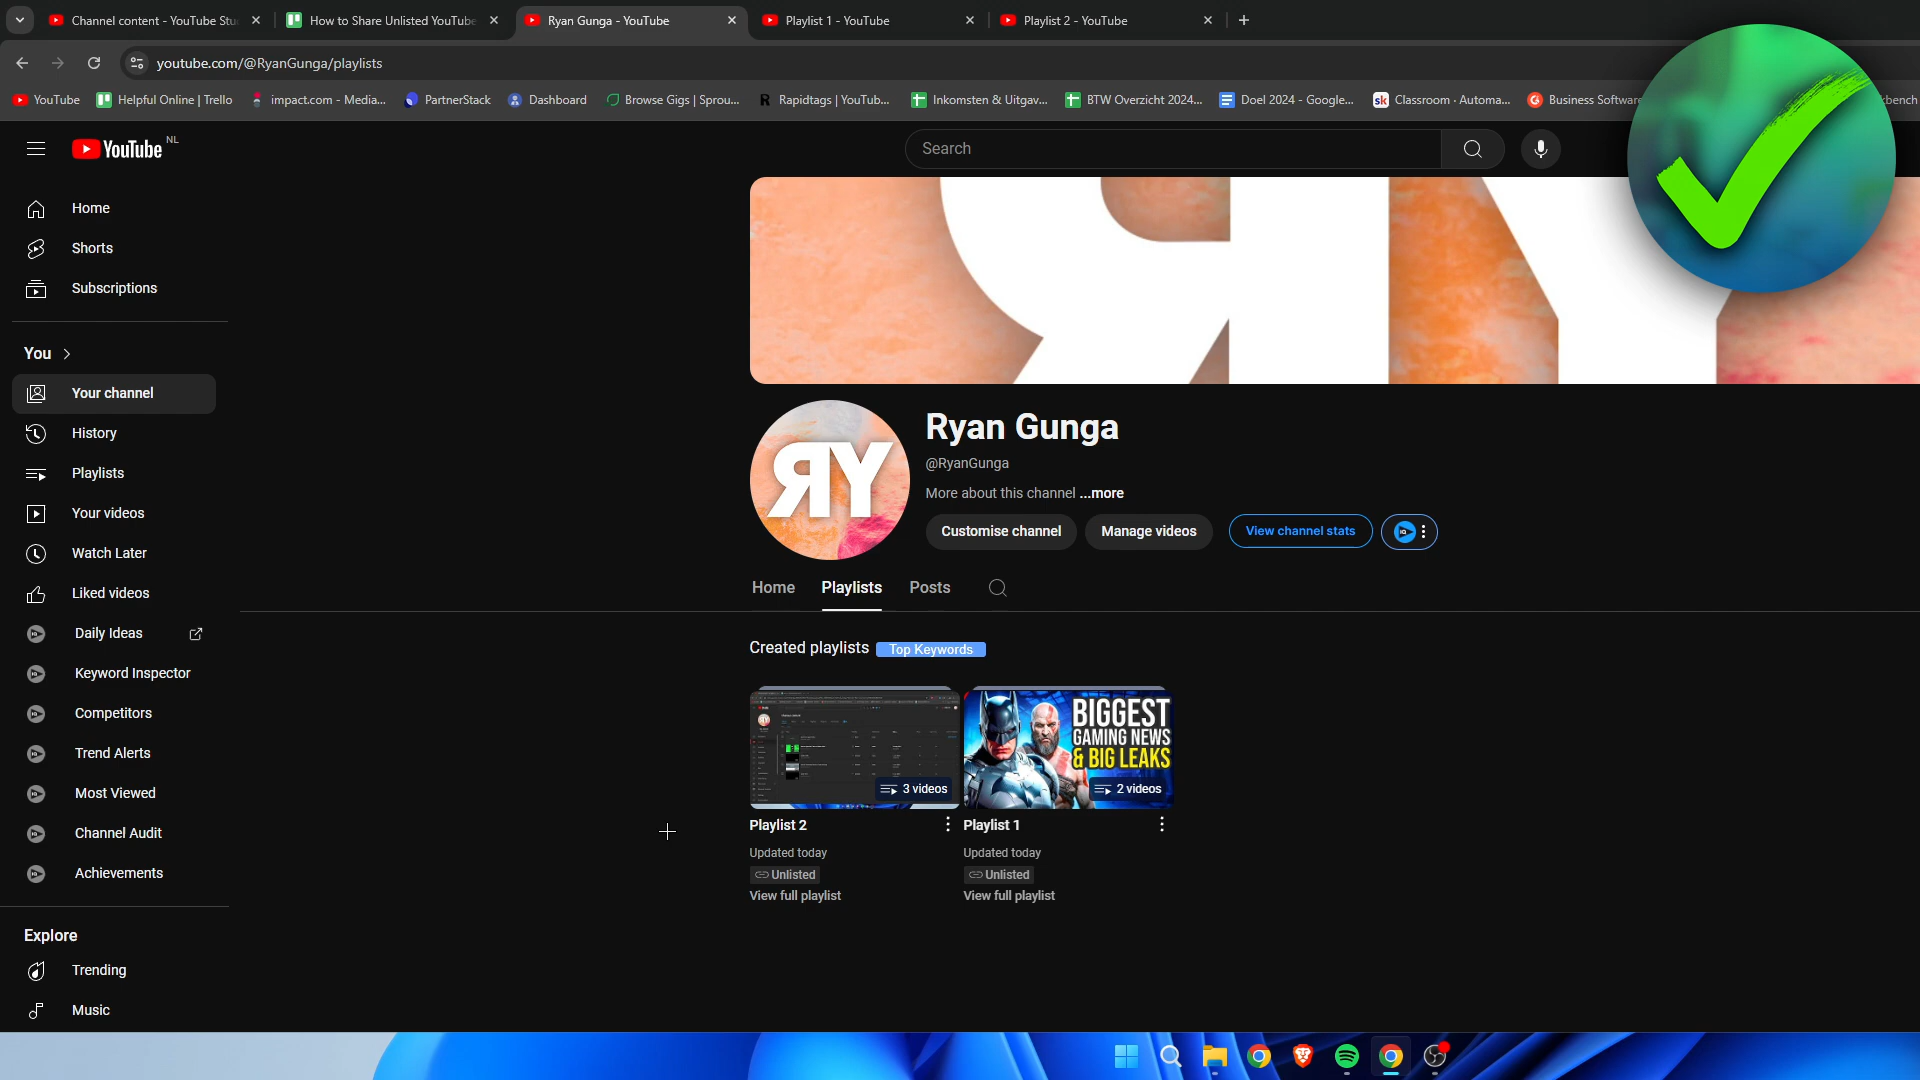 Channel content - YouTube Stu
How to Share Unlisted YouTube
Ryan Gunga - YouTube
Playlist 1 - YouTube
Playlist 2 - YouTube
youtube.com/@RyanGunga/playlists
YouTube
Helpful Online | Trello
impact.com - Media...
PartnerStack
Dashboard
Browse Gigs | Sprou...
Rapidtags | YouTub...
Inkomsten & Uitgav...
BTW Overzicht 2024...
Doel 2024 - Google...
sk Classroom - Automa...
Business Software
kbench
YouTube NL
Search
Home
Shorts
Subscriptions
You
Your channel
History
Playlists
Your videos
Watch Later
Liked videos
Daily Ideas
Keyword Inspector
Competitors
Trend Alerts
Most Viewed
Channel Audit
Achievements
Explore
Trending
Music
ЯY
ЯY
Ryan Gunga
@RyanGunga
More about this channel ...more
Customise channel
Manage videos
View channel stats
Home
Playlists
Posts
Created playlists
Top Keywords
3 videos
Playlist 2
Updated today
Unlisted
View full playlist
BIGGEST
GAMING NEWS
& BIG LEAKS
2 videos
Playlist 1
Updated today
Unlisted
View full playlist